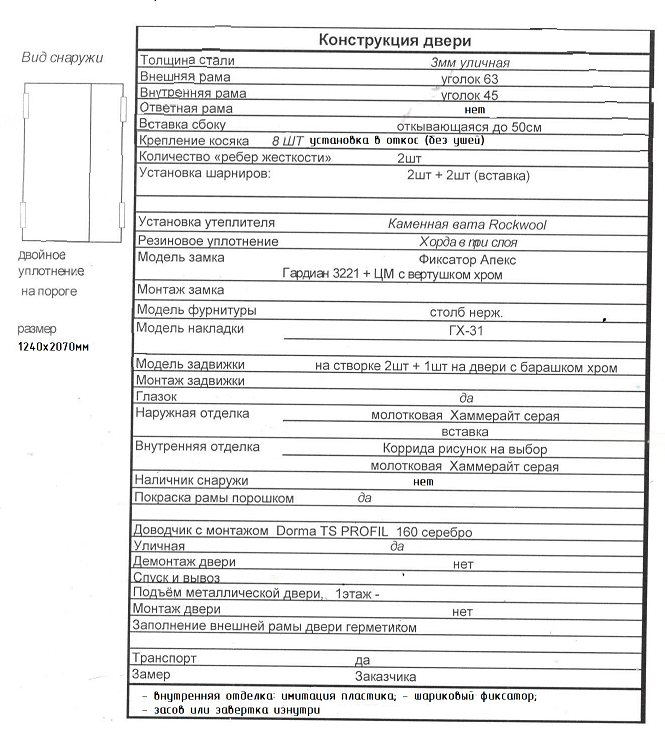 Вид снаружи
двойное
уплотнение
на пороге
размер
1240х2070мм
Конструкция двери
Толщина стали 3мм уличная
Внешняя рама уголок 63
Внутренняя рама уголок 45
Ответная рама нет
Вставка сбоку откывающаяся до 50см
Крепление косяка 8 ШТ установка в откос (без ушей)
Количество «ребер жесткости» 2шт
Установка шарниров: 2шт + 2шт (вставка)
Установка утеплителя Каменная вата Rockwool
Резиновое уплотнение Хорда в три слоя
Модель замка Фиксатор Апекс
Гардиан 3221 + ЦМ с вертушком хром
Монтаж замка
Модель фурнитуры столб нерж.
Модель накладки ГХ-31
Модель задвижки на створке 2шт + 1шт на двери с барашком хром
Монтаж задвижки
Глазок да
Наружная отделка молотковая Хаммерайт серая
вставка
Внутренняя отделка Коррида рисунок на выбор
молотковая Хаммерайт серая
Наличник снаружи нет
Покраска рамы порошком да
Доводчик с монтажом Dorma TS PROFIL 160 серебро
Уличная да
Демонтаж двери нет
Спуск и вывоз
Подъём металлической двери, 1этаж -
Монтаж двери нет
Заполнение внешней рамы двери герметиком
Транспорт да
Замер Заказчика
- внутренняя отделка: имитация пластика; - шариковый фиксатор;
- засов или завертка изнутри